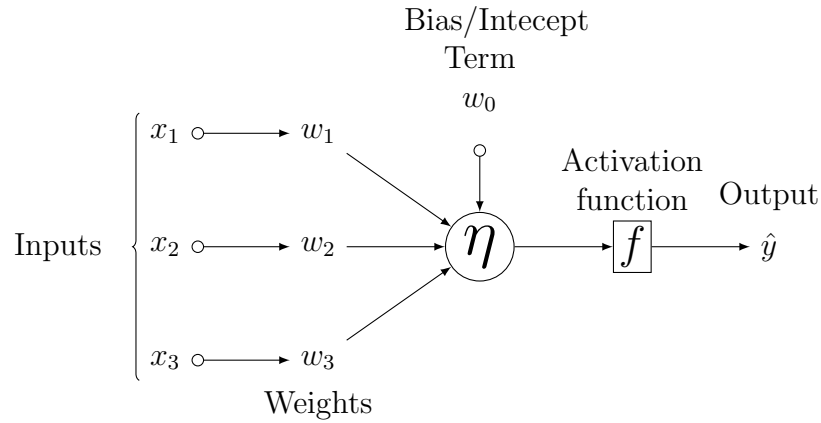 Bias/Intecept
Term
w₀
x₁ w₁
Activation
function
Output
Inputs x₂ w₂ η f ŷ
x₃ w₃
Weights